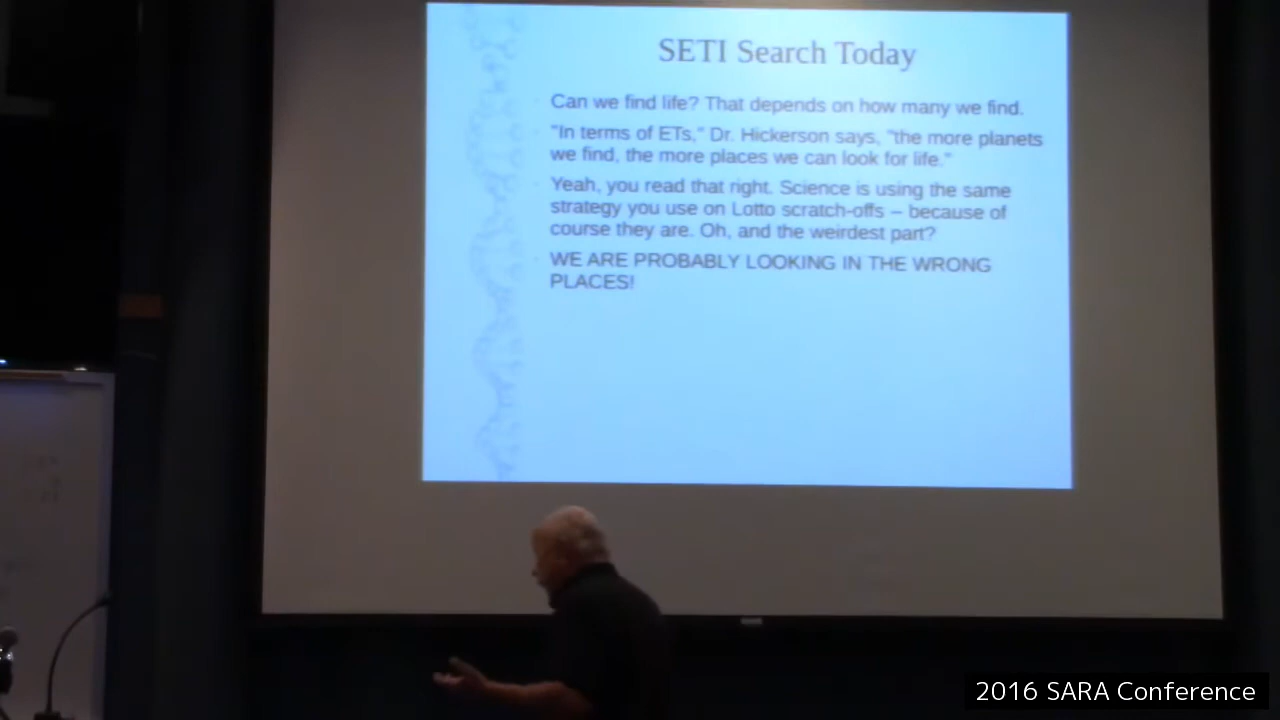 SETI Search Today
Can we find life? That depends on how many we find.
"In terms of ETs," Dr. Hickerson says, "the more planets
we find, the more places we can look for life."
Yeah, you read that right. Science is using the same
strategy you use on Lotto scratch-offs – because of
course they are. Oh, and the weirdest part?
WE ARE PROBABLY LOOKING IN THE WRONG
PLACES!
2016 SARA Conference